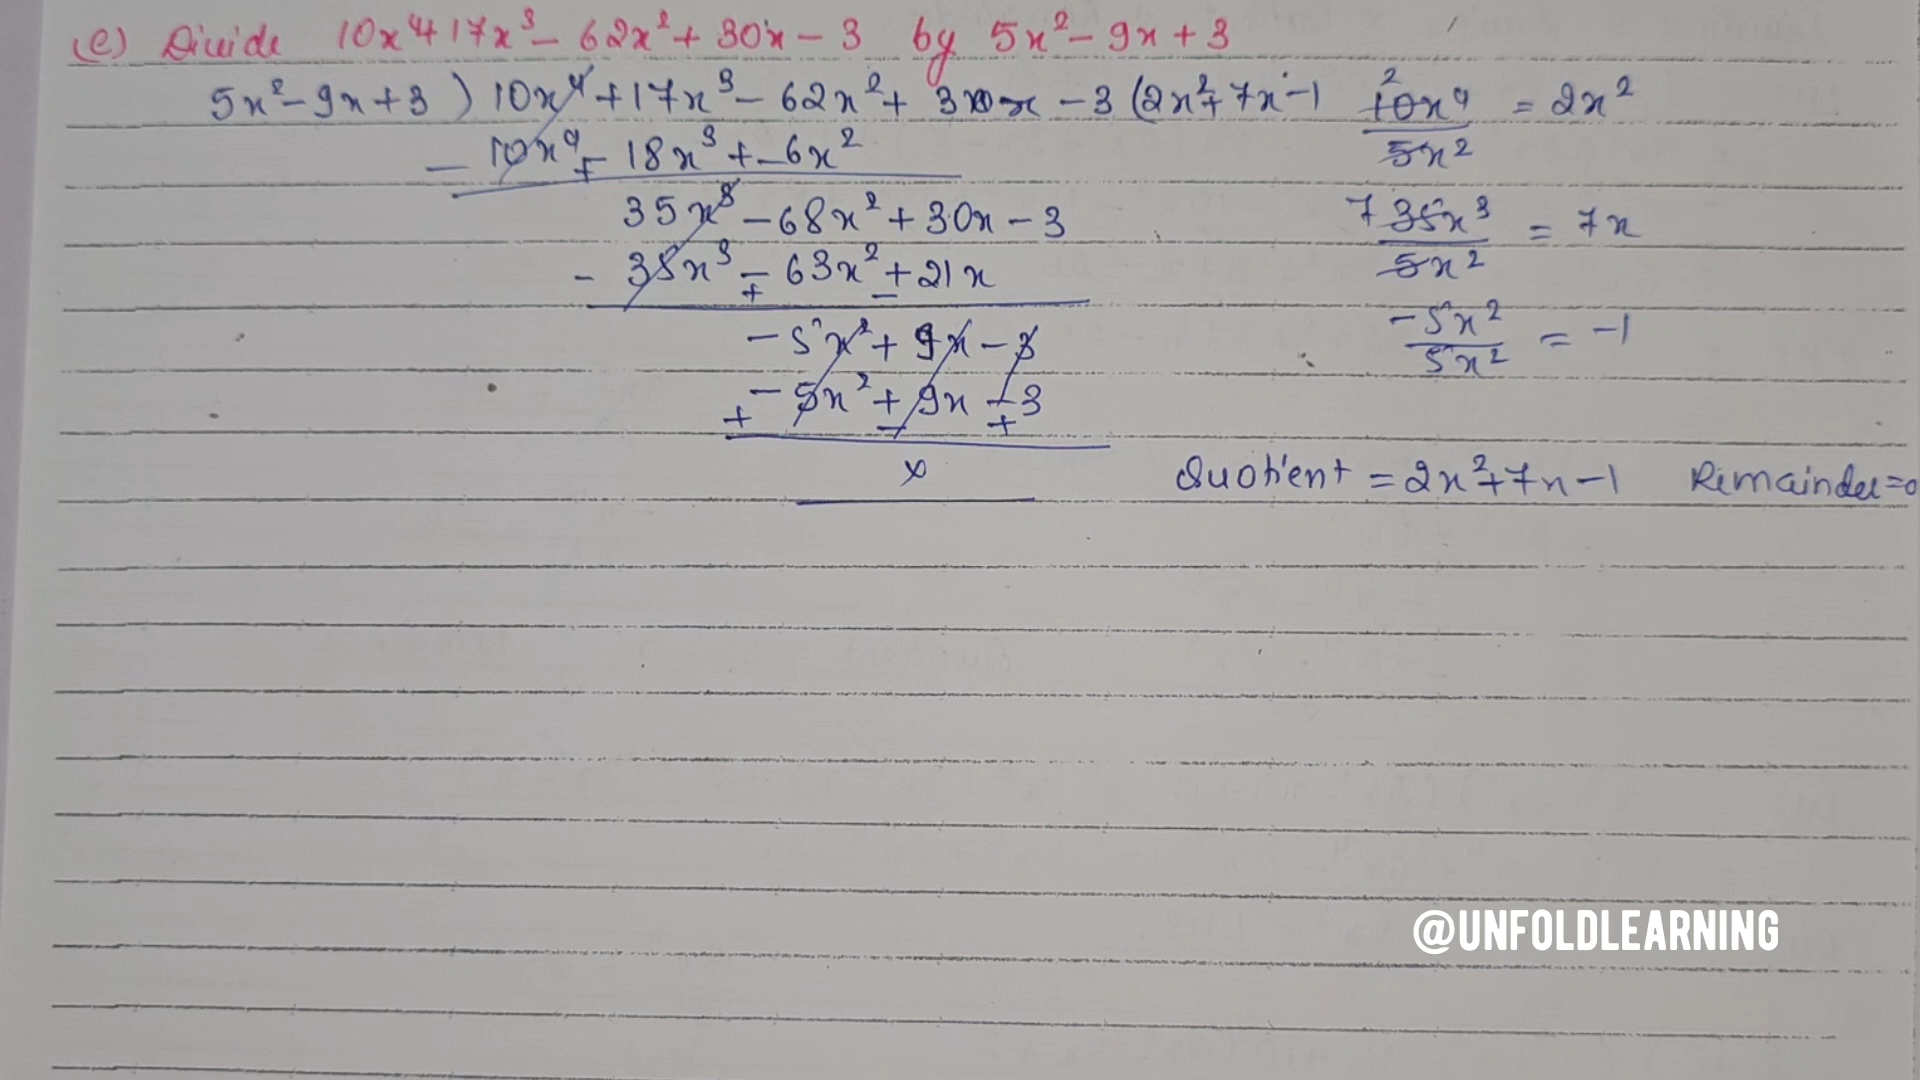 (e) Divide 10x⁴+17x³-62x²+30x-3 by 5x²-9x+3
5x²-9x+3 ) 10x⁴+17x³-62x²+30x-3 (2x²+7x-1
10x⁴/5x² = 2x² 2
- 10x⁴ - 18x³ + 6x²
+ -
35x³-68x²+30x-3
7 35x³/5x² = 7x
- 35x³ - 63x² + 21x
+ -
-5x²+9x-3
-5x²/5x² = -1
-5x²+9x-3
+ - +
x
Quotient = 2x²+7x-1 Remainder=0
@UNFOLDLEARNING